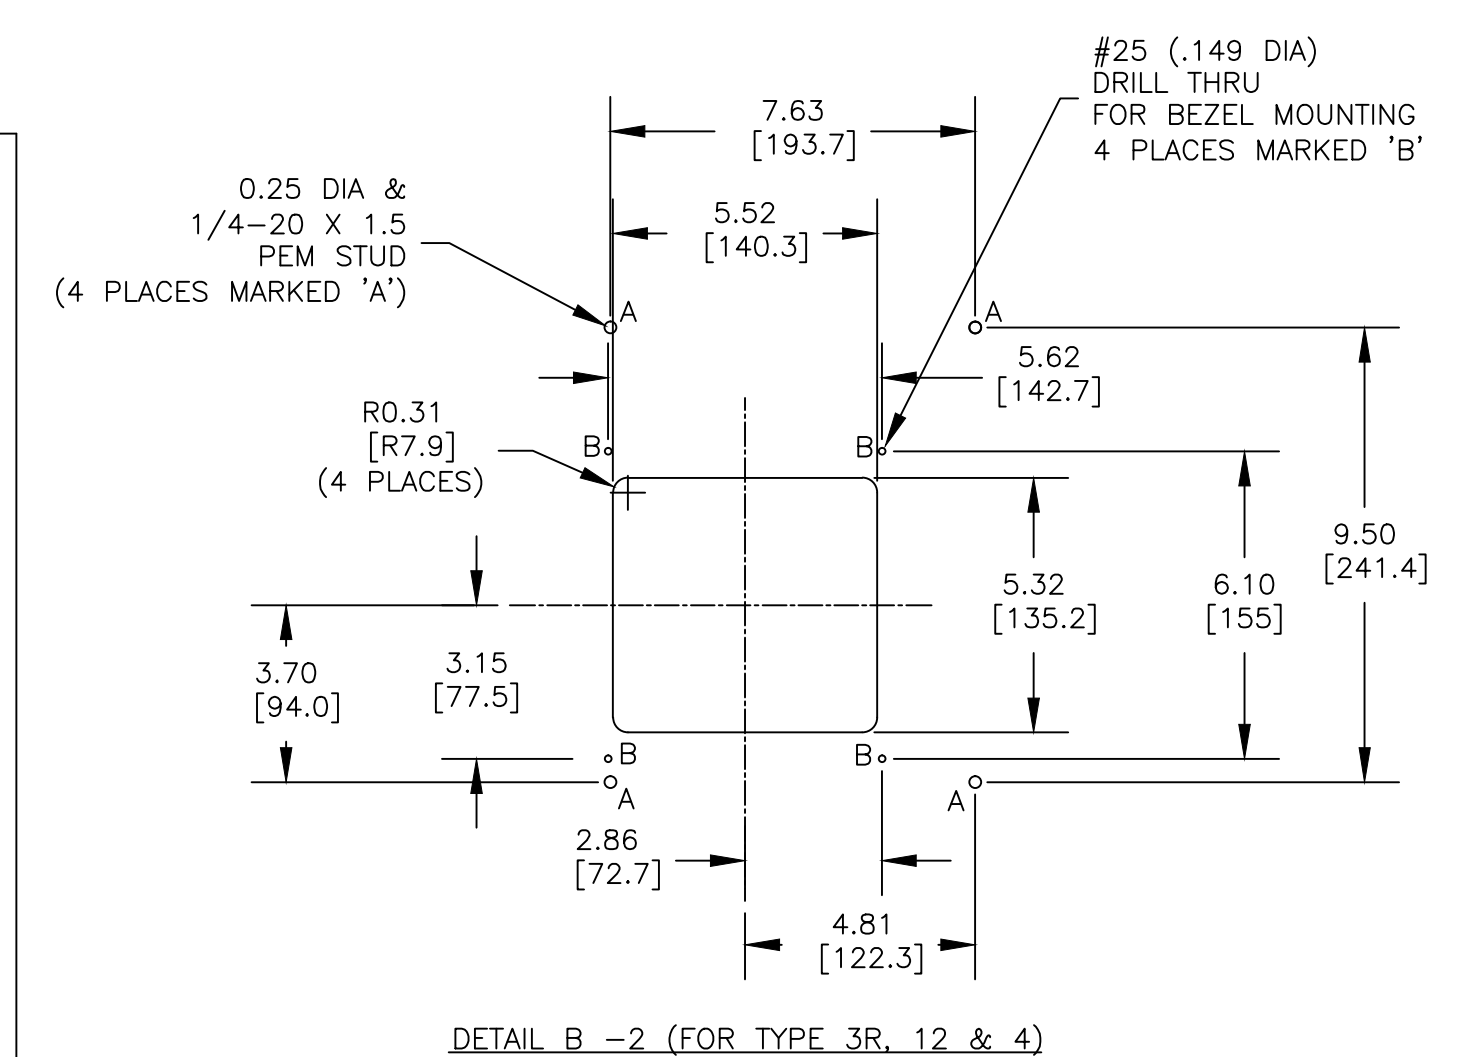 #25 (.149 DIA)
DRILL THRU
FOR BEZEL MOUNTING
4 PLACES MARKED 'B'
7.63
[193.7]
0.25 DIA &
1/4-20 X 1.5
PEM STUD
(4 PLACES MARKED 'A')
5.52
[140.3]
A
A
5.62
[142.7]
R0.31
[R7.9]
(4 PLACES)
B
B
9.50
[241.4]
5.32
[135.2]
6.10
[155]
3.70
[94.0]
3.15
[77.5]
B
B
A
A
2.86
[72.7]
4.81
[122.3]
DETAIL B -2 (FOR TYPE 3R, 12 & 4)